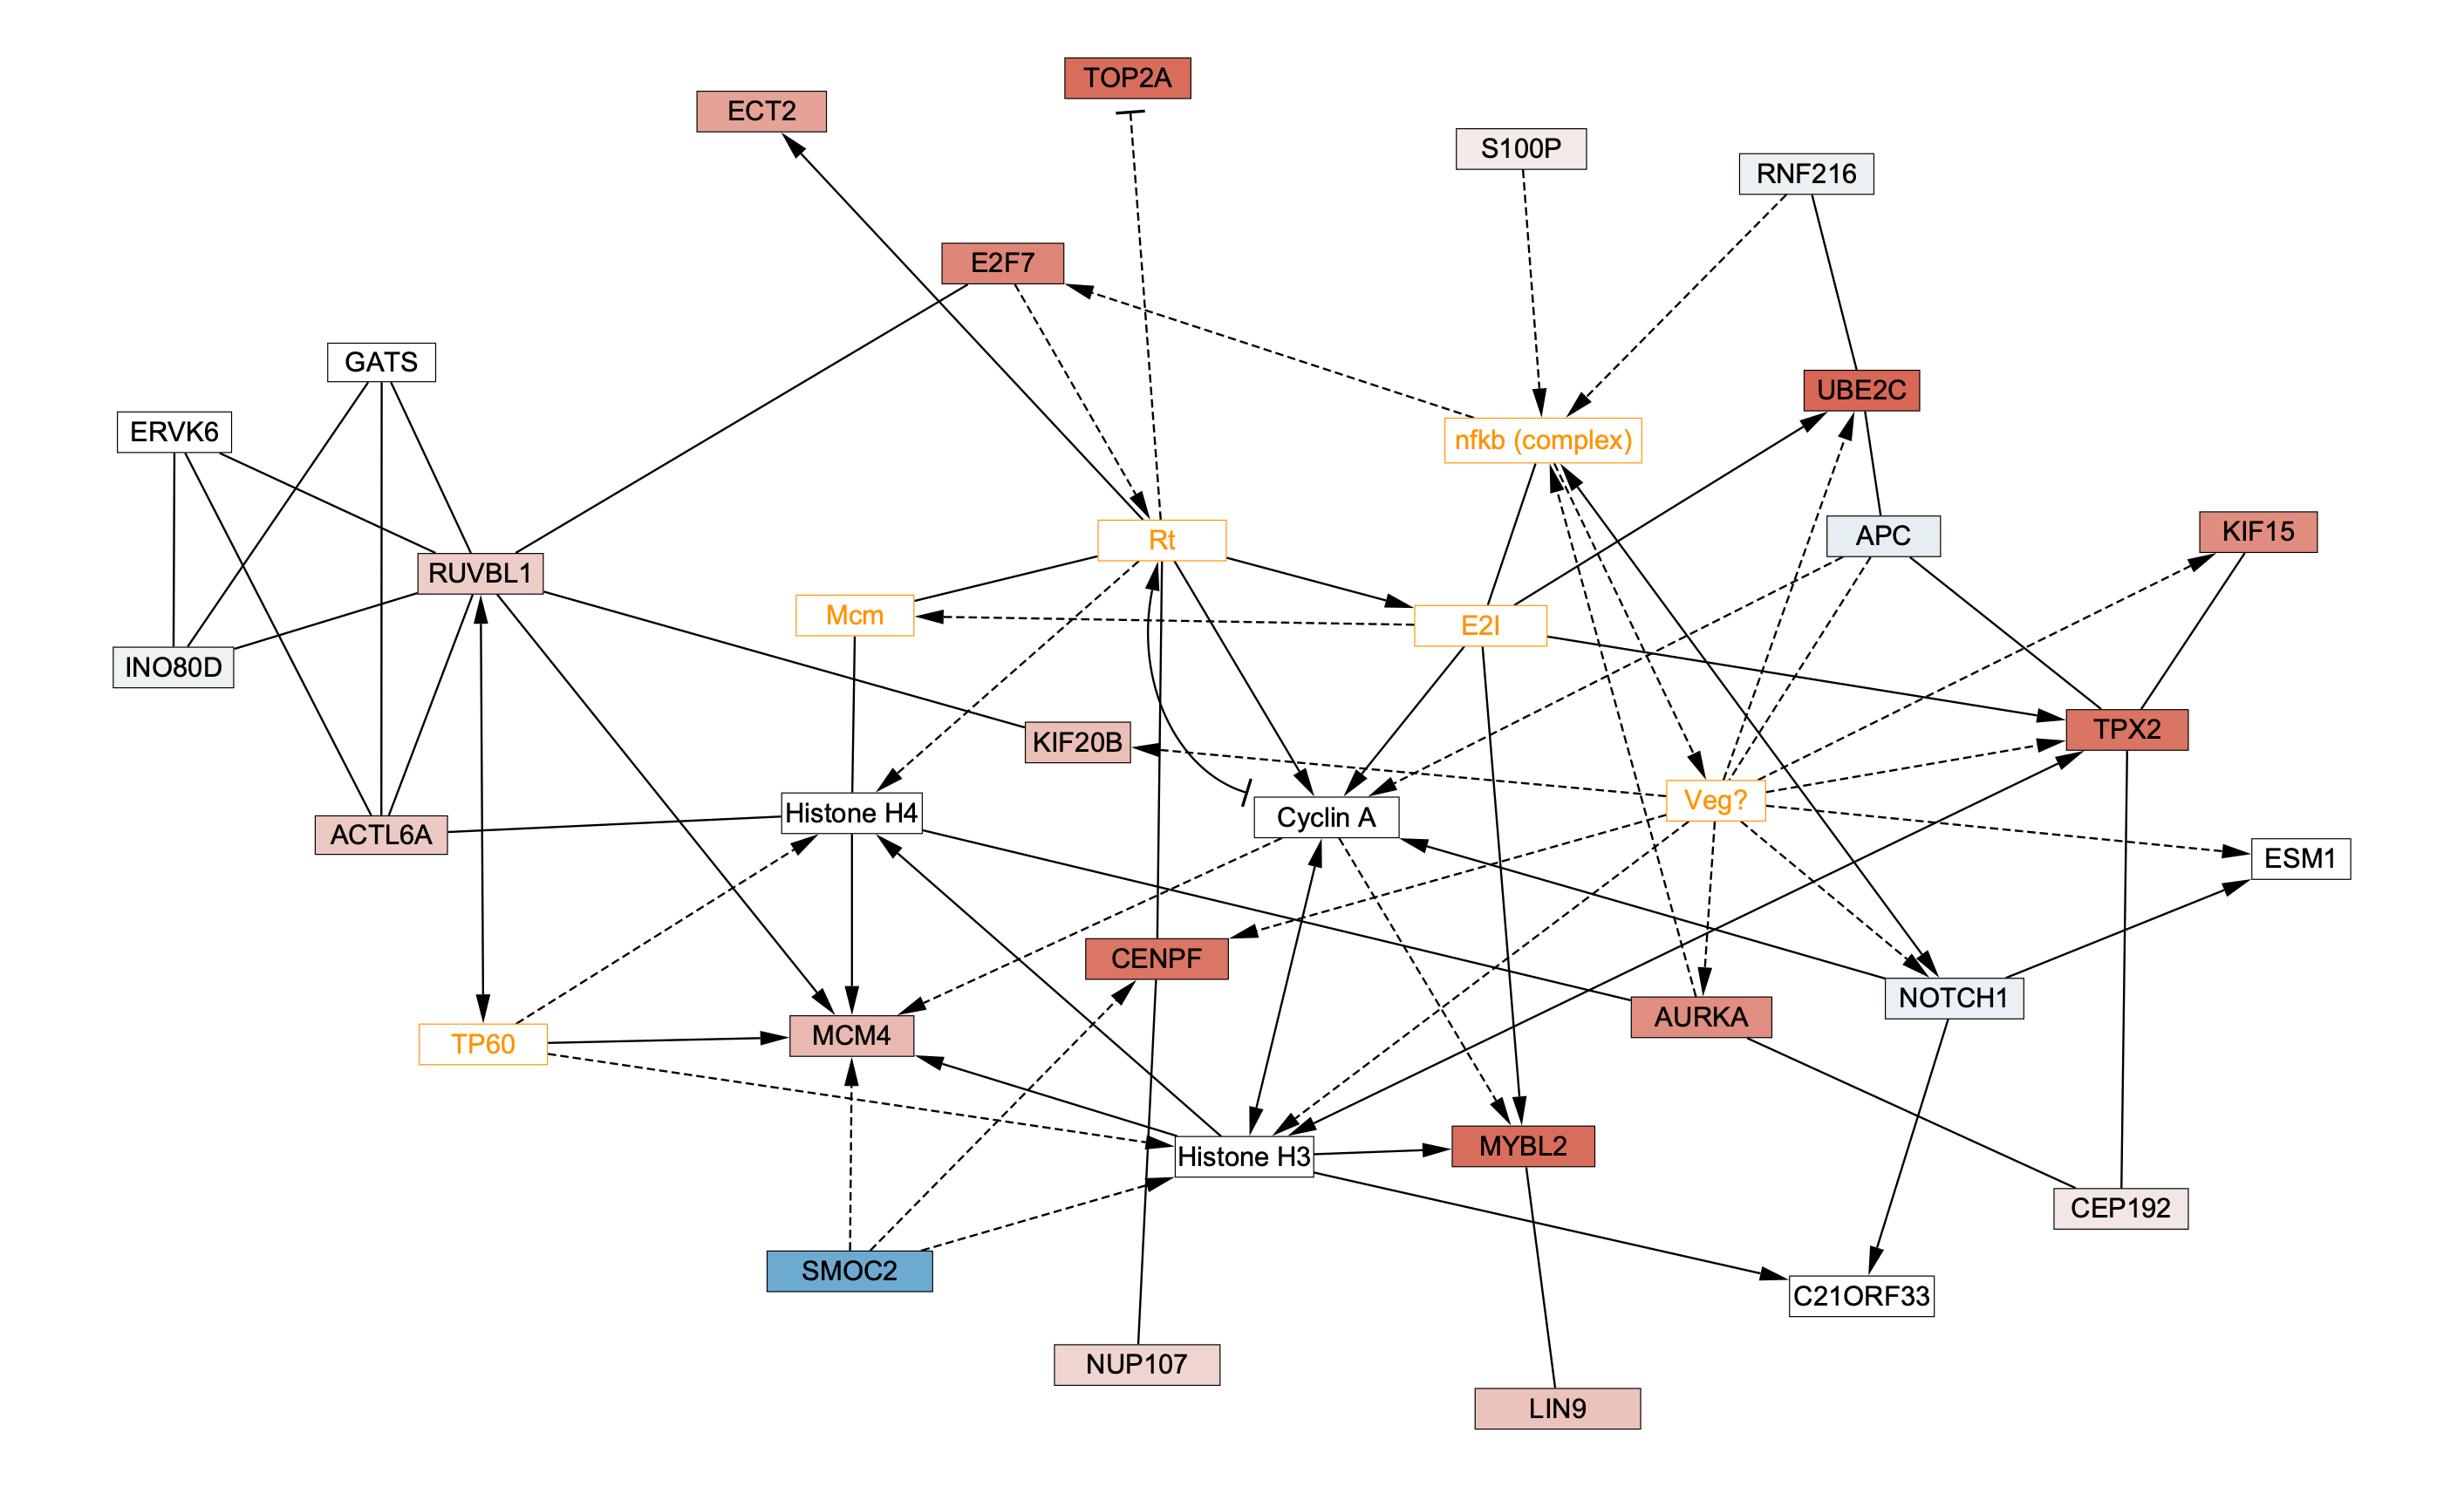 TOP2A
ECT2
S100P
RNF216
E2F7
GATS
UBE2C
ERVK6
nfkb (complex)
KIF15
APC
Rt
RUVBL1
Mcm
E2I
INO80D
TPX2
KIF20B
Veg?
Histone H4
Cyclin A
ACTL6A
ESM1
CENPF
NOTCH1
AURKA
MCM4
TP60
MYBL2
Histone H3
CEP192
SMOC2
C21ORF33
NUP107
LIN9